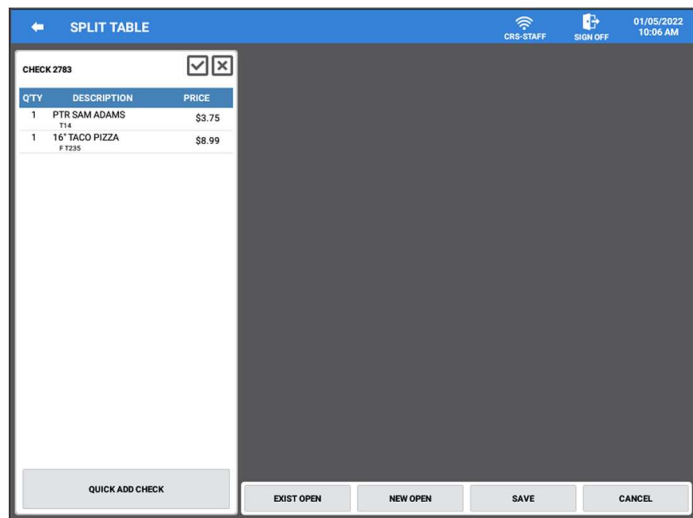 SPLIT TABLE
CRS-STAFF
SIGN OFF
01/05/2022
10:06 AM
CHECK 2783
Q'TY DESCRIPTION PRICE
1 PTR SAM ADAMS $3.75
T14
1 16" TACO PIZZA $8.99
F T235
QUICK ADD CHECK
EXIST OPEN NEW OPEN SAVE CANCEL